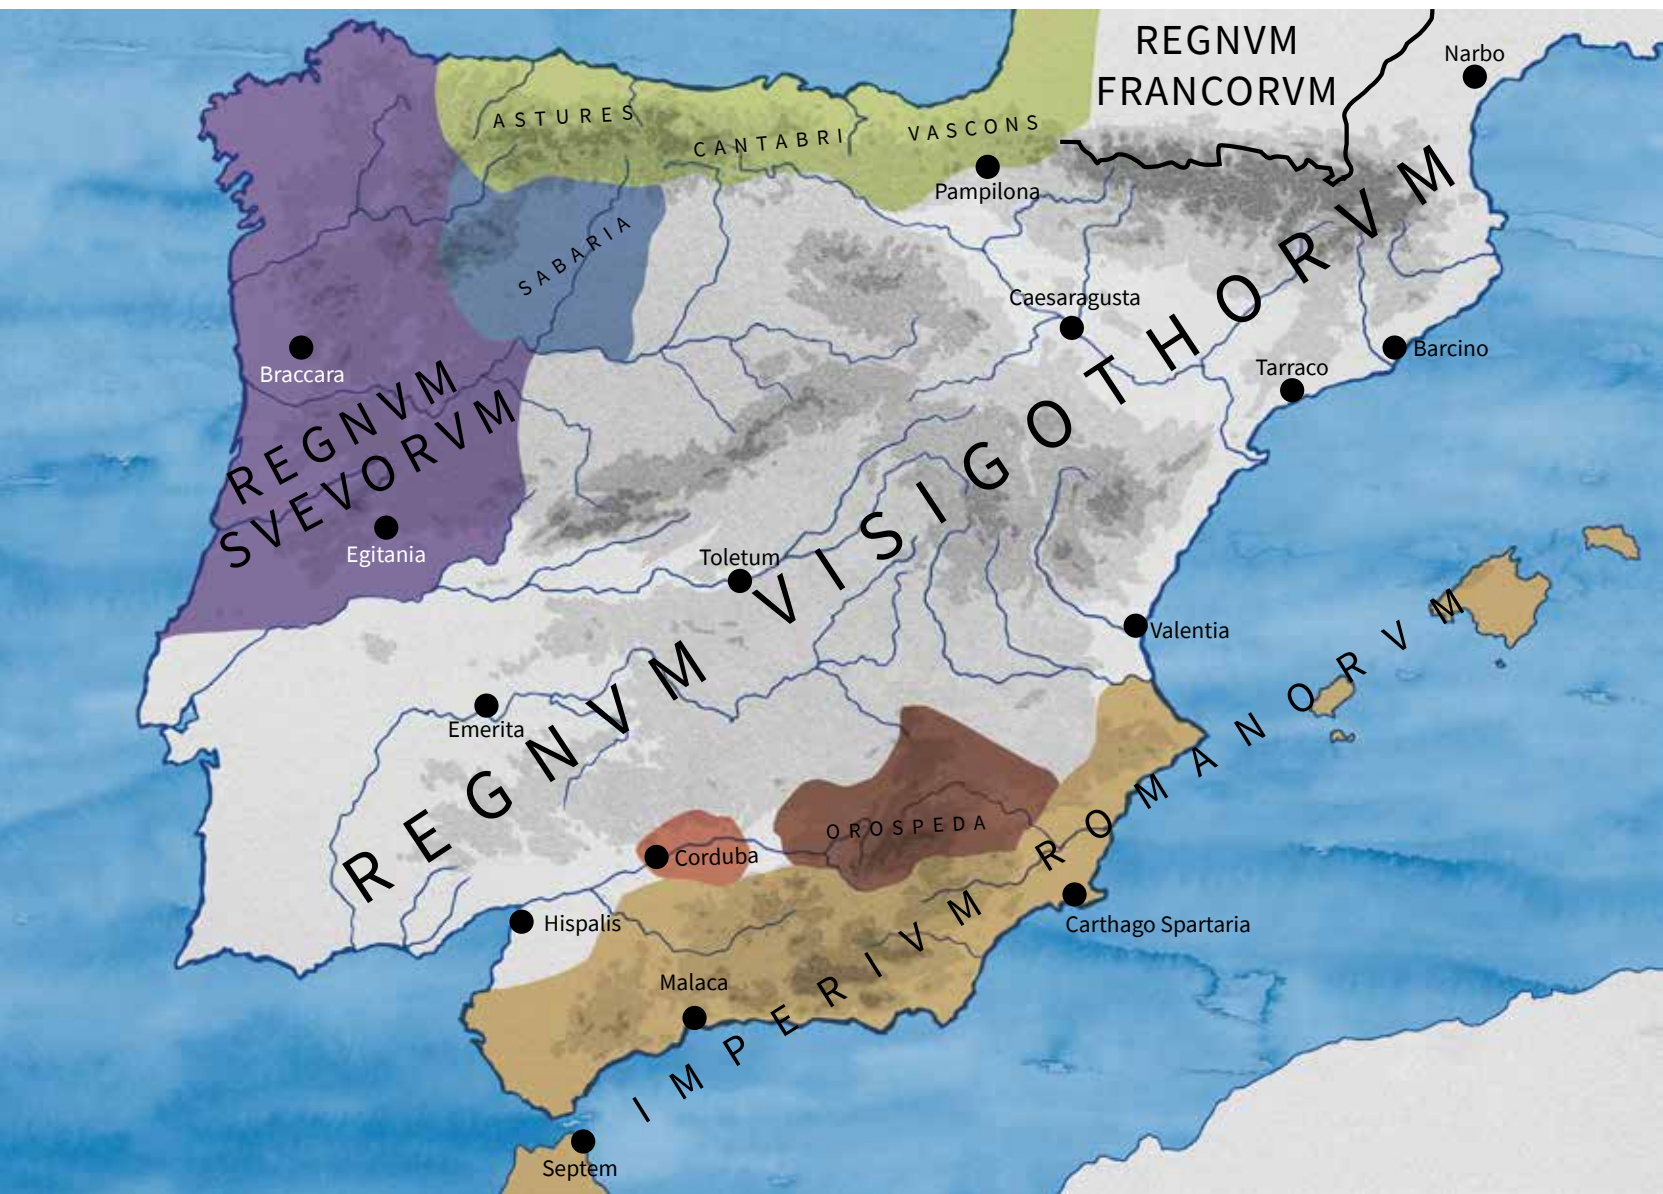 REGNVM
FRANCORVM
Narbo
ASTURES
CANTABRI
VASCONS
Pampilona
SABARIA
Caesaragusta
Braccara
Barcino
Tarraco
REGNVM
SVEVORVM
Egitania
Toletum
REGNVM VISIGOTHORVM
Valentia
Emerita
OROSPEDA
Corduba
Hispalis
Carthago Spartaria
Malaca
IMPERIVM ROMANORVM
Septem